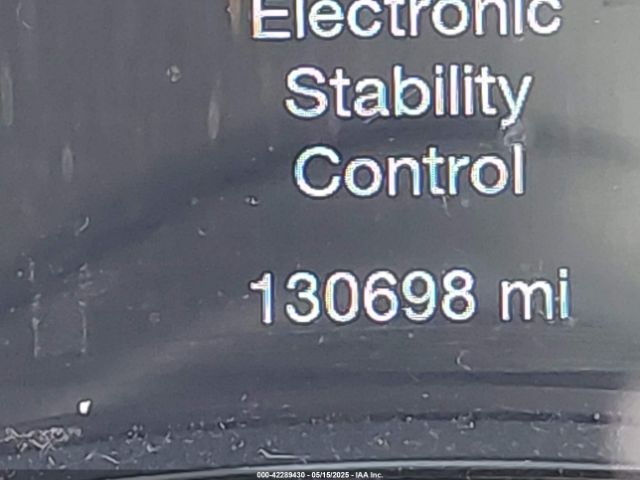 Electronic
Stability
Control
130698 mi
000-42289430 - 05/15/2025 - IAA Inc.